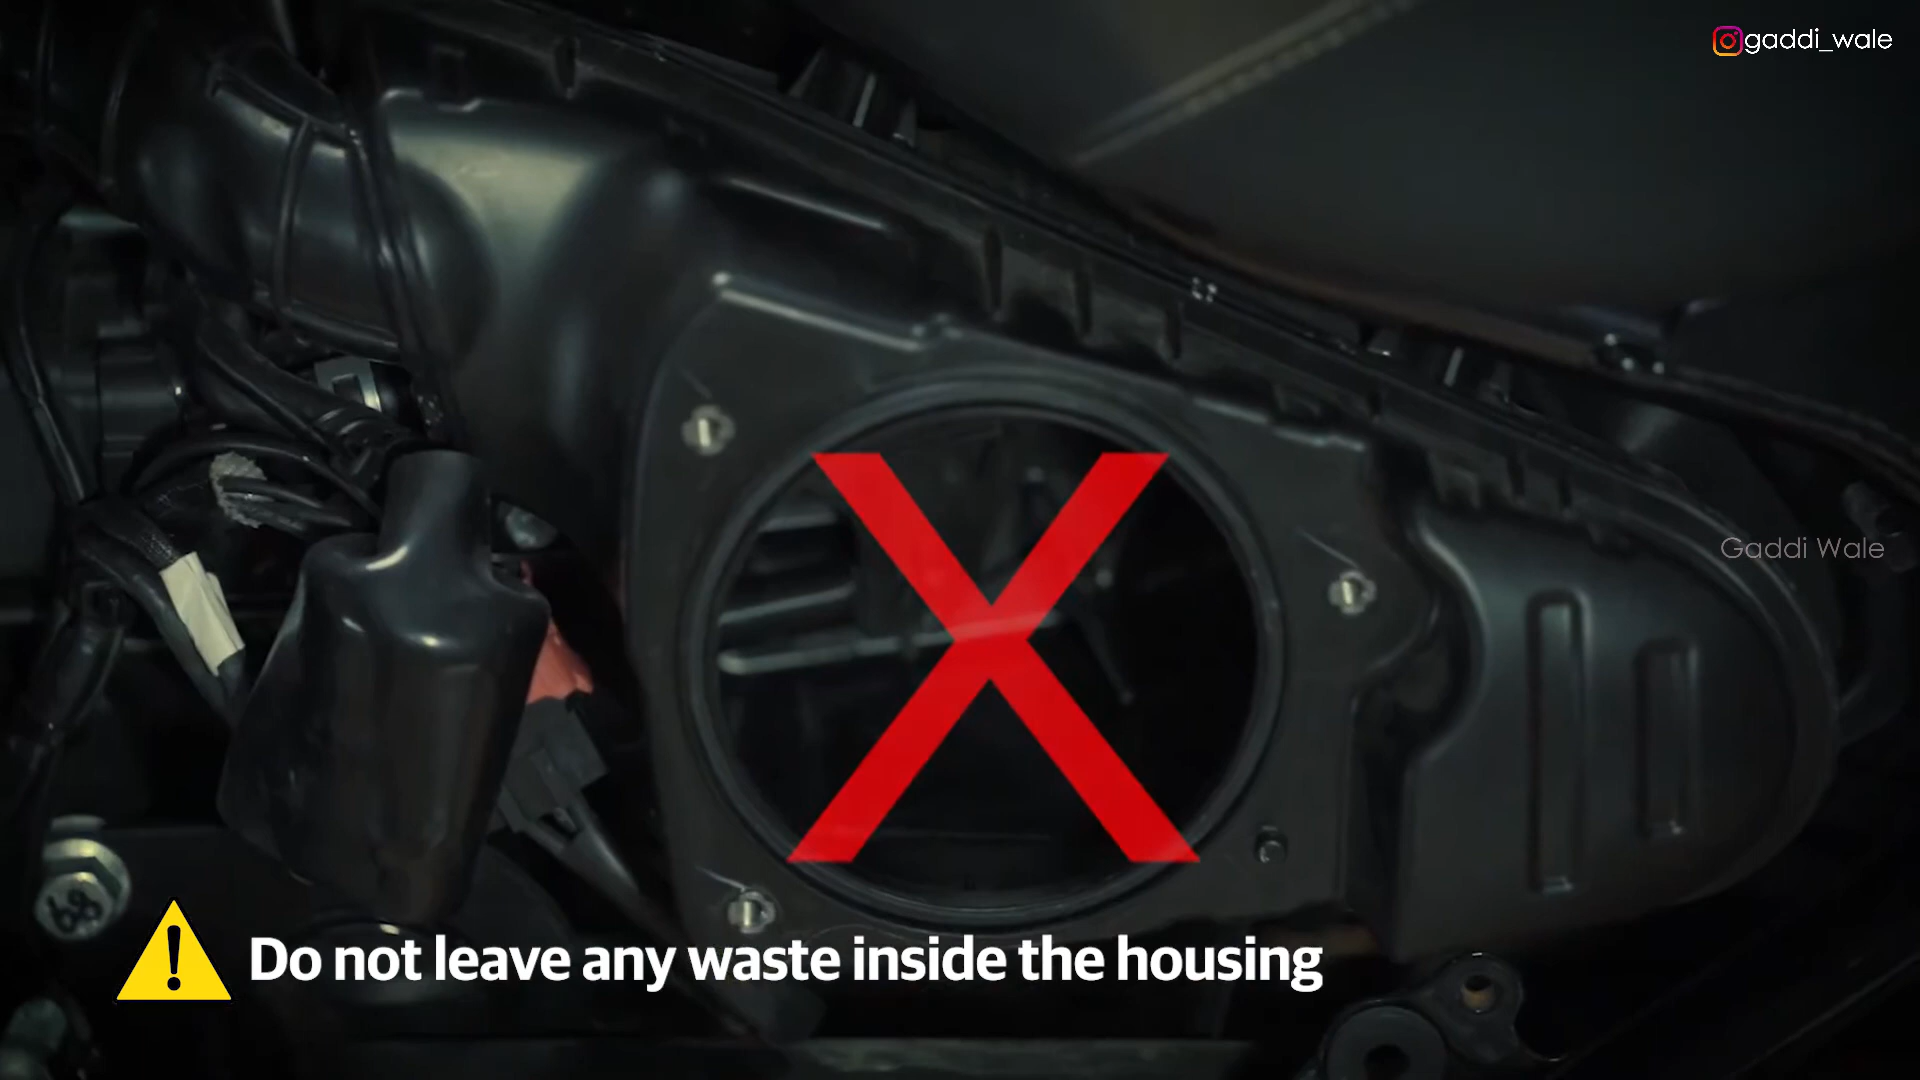 gaddi_wale
Gaddi Wale
Do not leave any waste inside the housing